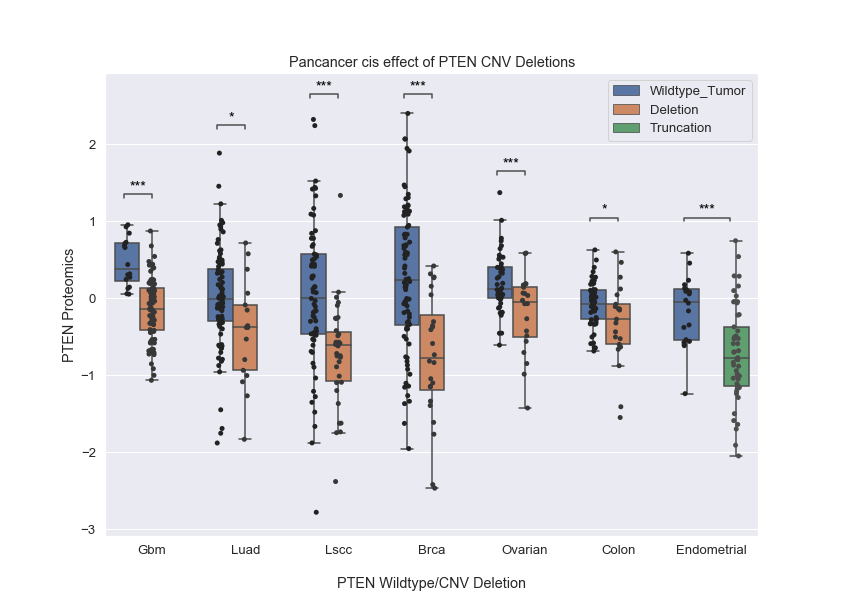 Pancancer cis effect of PTEN CNV Deletions
Wildtype_Tumor
Deletion
Truncation
***
*
***
***
***
*
***
PTEN Proteomics
2
1
0
−1
−2
−3
Gbm Luad Lscc Brca Ovarian Colon Endometrial
PTEN Wildtype/CNV Deletion